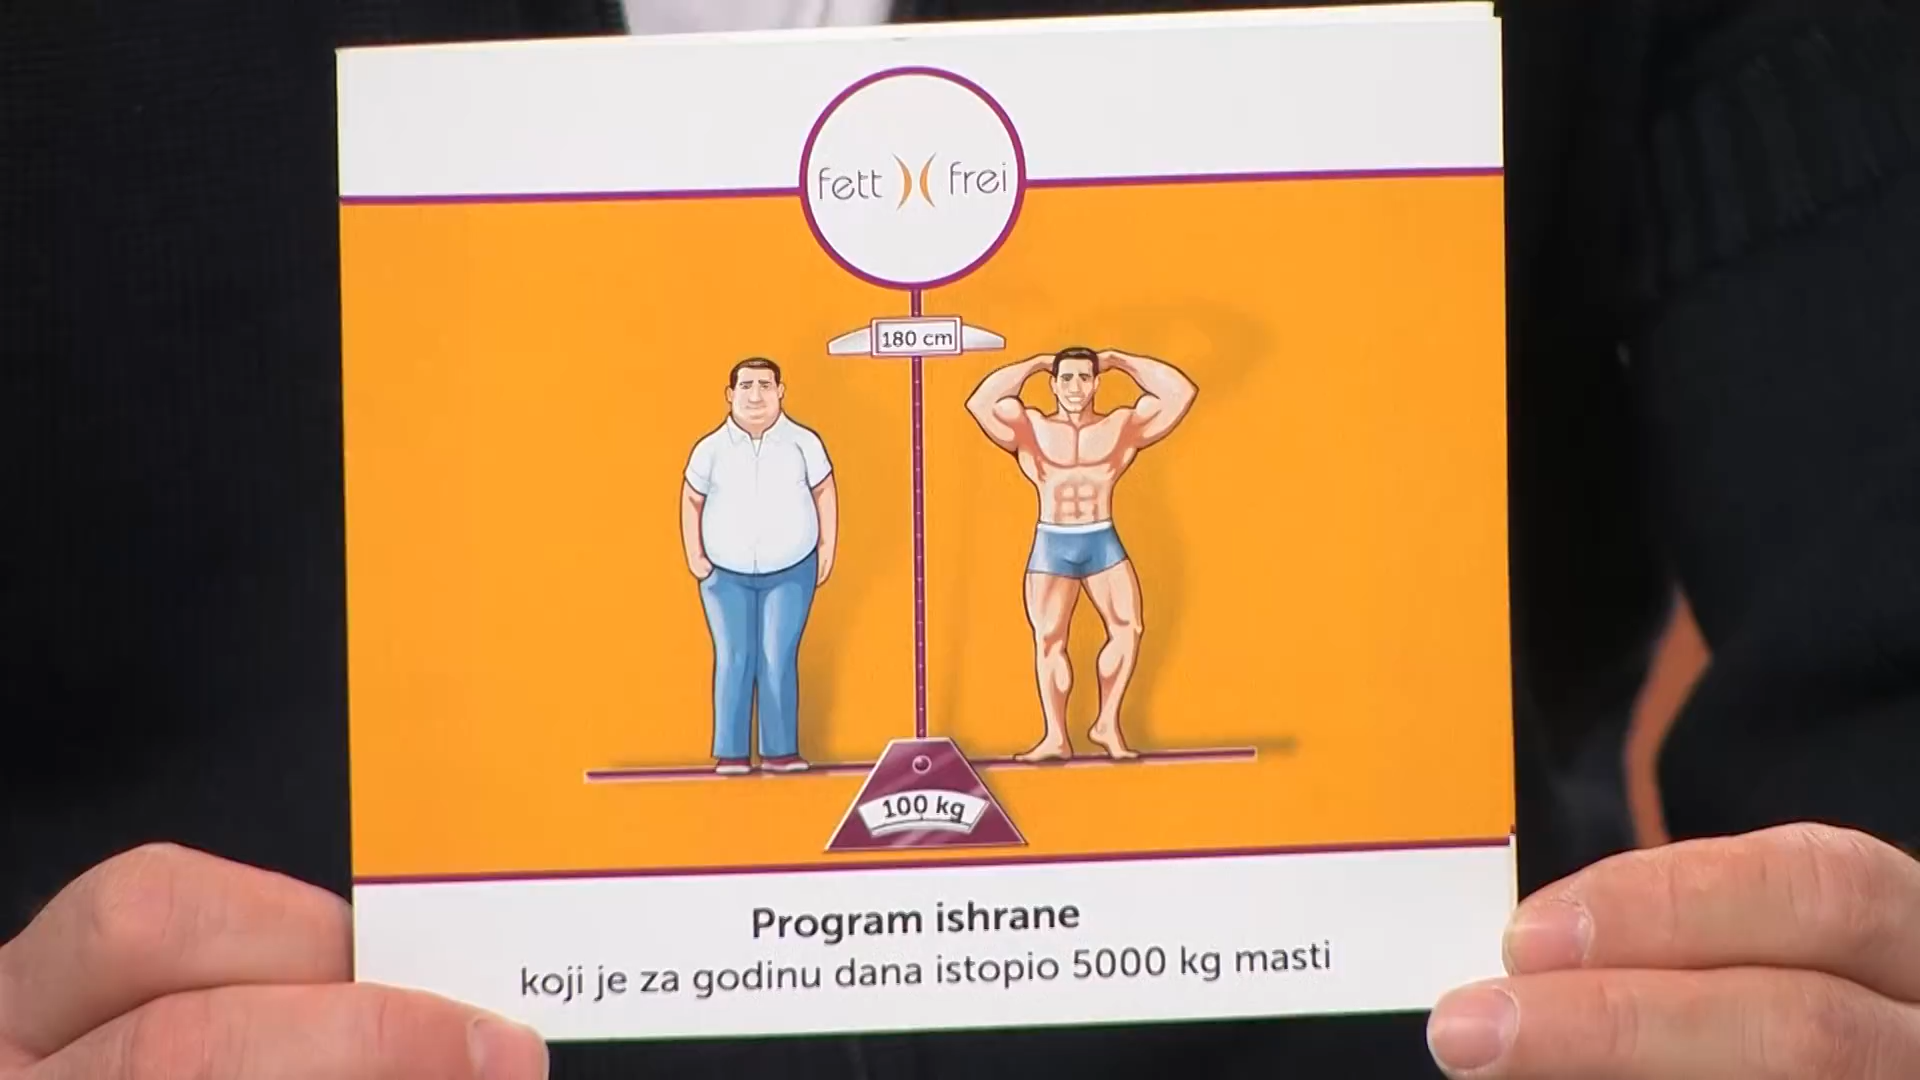 fett frei
180 cm
100 kg
Program ishrane
koji je za godinu dana istopio 5000 kg masti